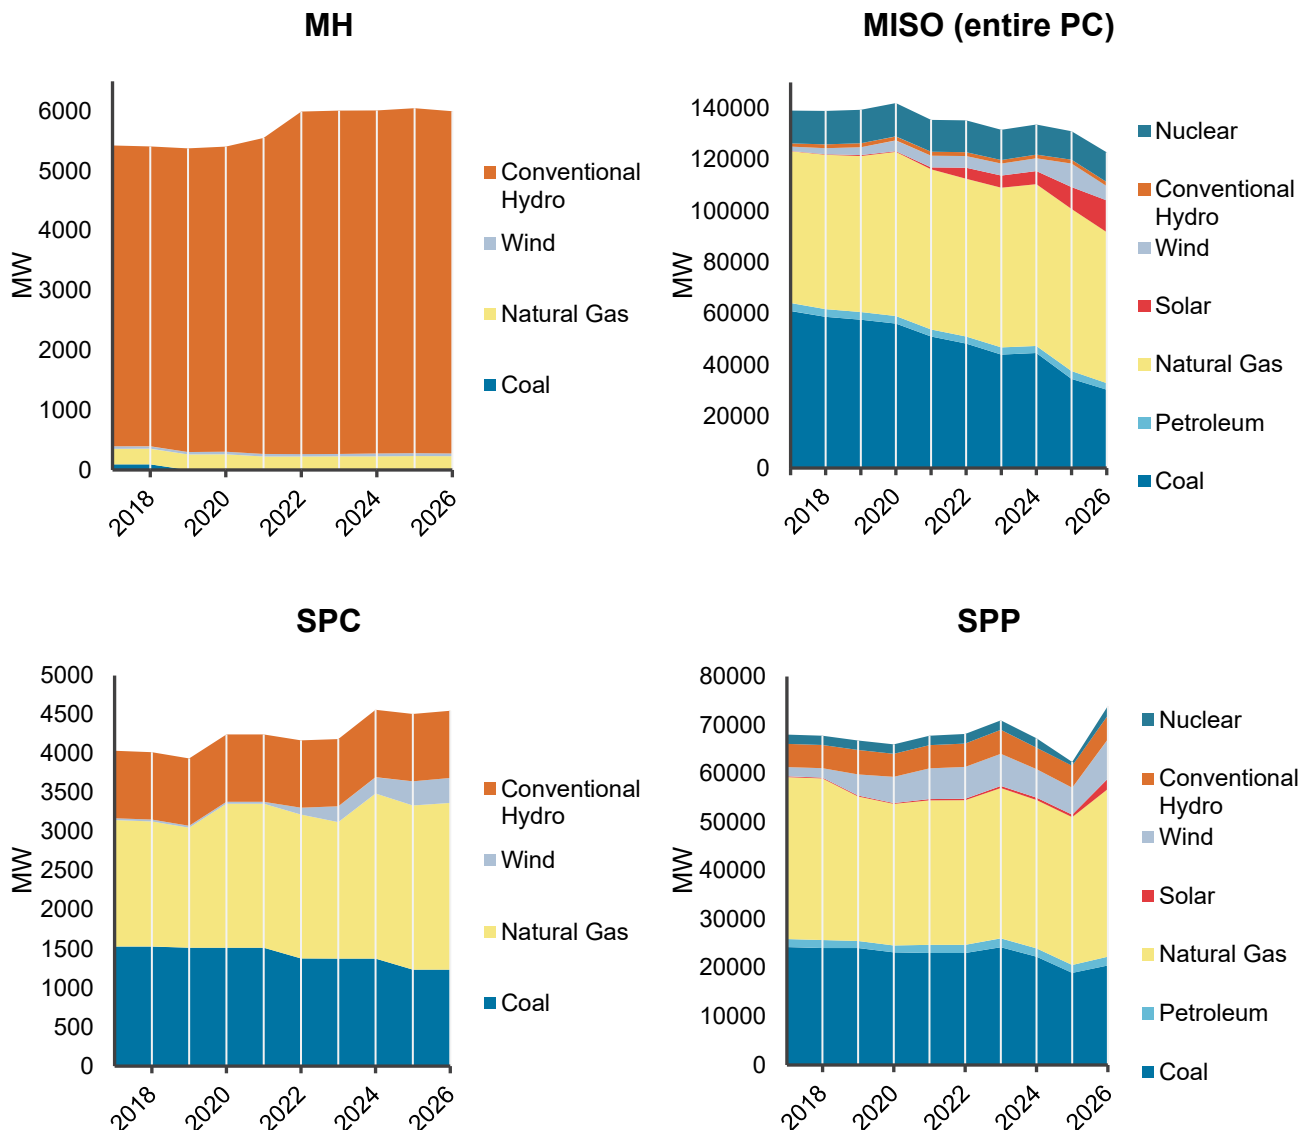 MH
MW
6000
5000
4000
3000
2000
1000
0
2018
2020
2022
2024
2026
Conventional
Hydro
Wind
Natural Gas
Coal
MISO (entire PC)
MW
140000
120000
100000
80000
60000
40000
20000
0
2018
2020
2022
2024
2026
Nuclear
Conventional
Hydro
Wind
Solar
Natural Gas
Petroleum
Coal
SPC
MW
5000
4500
4000
3500
3000
2500
2000
1500
1000
500
0
2018
2020
2022
2024
2026
Conventional
Hydro
Wind
Natural Gas
Coal
SPP
MW
80000
70000
60000
50000
40000
30000
20000
10000
0
2018
2020
2022
2024
2026
Nuclear
Conventional
Hydro
Wind
Solar
Natural Gas
Petroleum
Coal